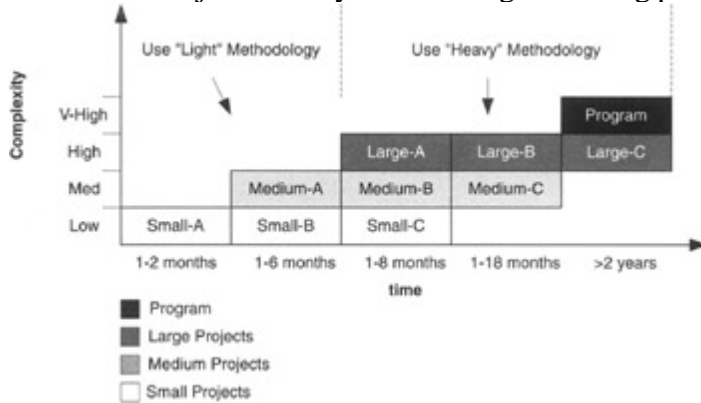 Use "Light" Methodology
Use "Heavy" Methodology
Complexity
V-High
Program
High
Large-A
Large-B
Large-C
Med
Medium-A
Medium-B
Medium-C
Low
Small-A
Small-B
Small-C
1-2 months
1-6 months
1-8 months
1-18 months
>2 years
time
Program
Large Projects
Medium Projects
Small Projects